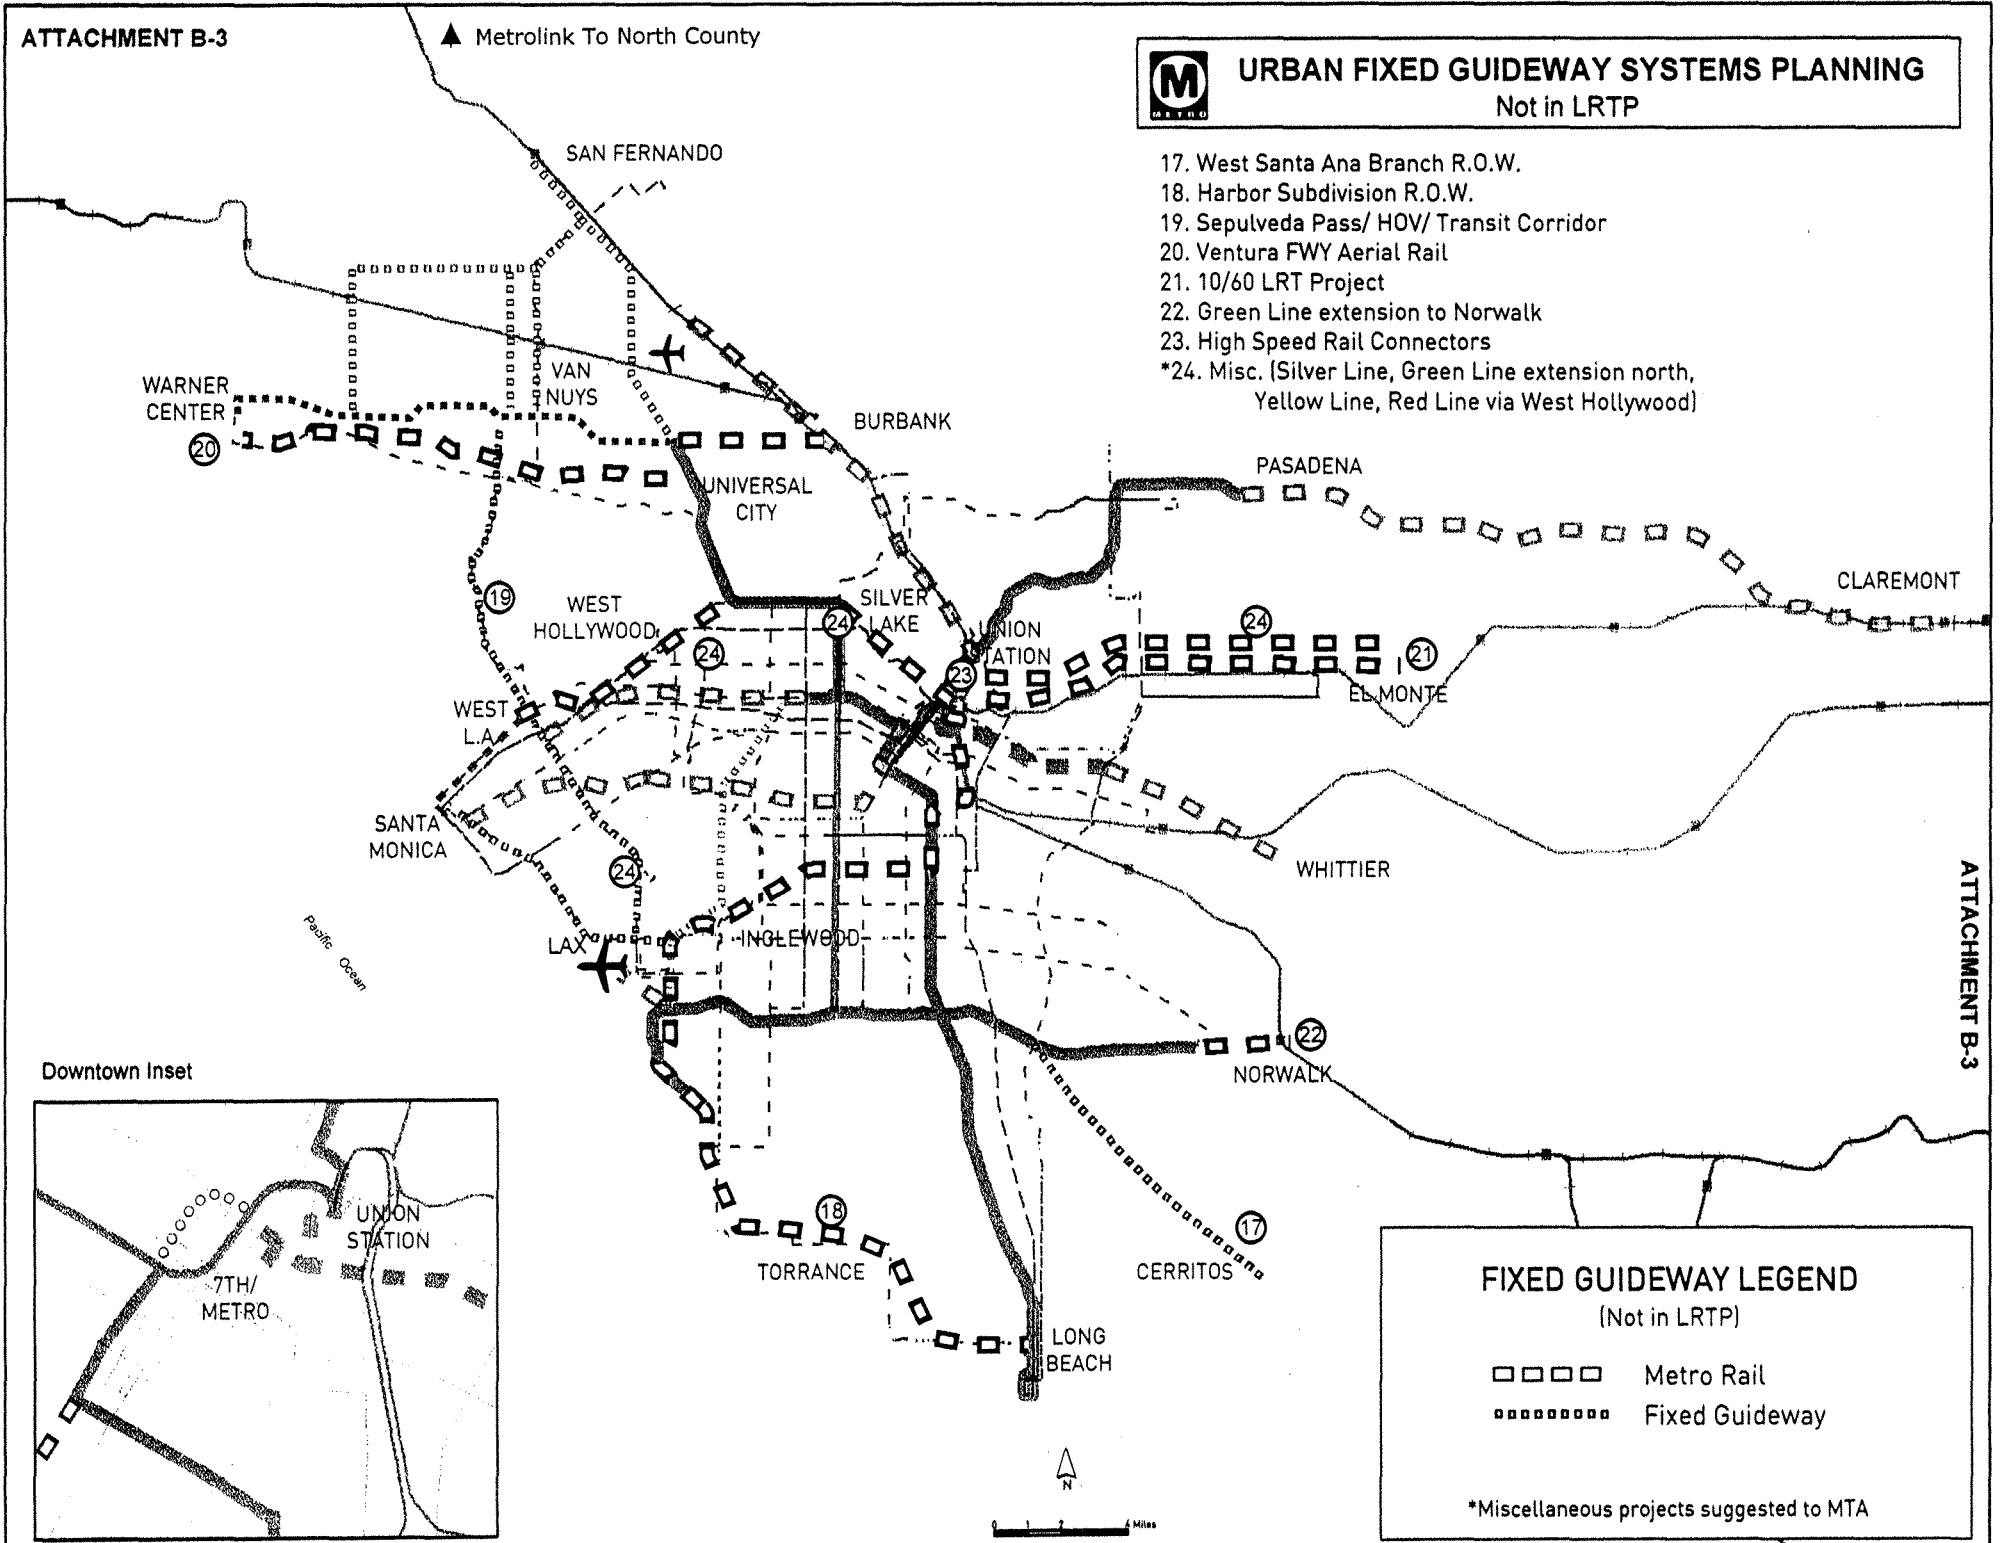 ATTACHMENT B-3
Metrolink To North County
M
METRO
URBAN FIXED GUIDEWAY SYSTEMS PLANNING
Not in LRTP
17. West Santa Ana Branch R.O.W.
18. Harbor Subdivision R.O.W.
19. Sepulveda Pass/ HOV/ Transit Corridor
20. Ventura FWY Aerial Rail
21. 10/60 LRT Project
22. Green Line extension to Norwalk
23. High Speed Rail Connectors
*24. Misc. (Silver Line, Green Line extension north,
Yellow Line, Red Line via West Hollywood)
SAN FERNANDO
VAN
NUYS
WARNER
CENTER
20
BURBANK
UNIVERSAL
CITY
PASADENA
CLAREMONT
19
WEST
HOLLYWOOD
24
SILVER
LAKE
24
UNION
STATION
23
24
21
EL MONTE
WEST
L.A.
SANTA
MONICA
24
WHITTIER
ATTACHMENT B-3
Pacific Ocean
LAX
INGLEWOOD
22
NORWALK
18
TORRANCE
17
CERRITOS
LONG
BEACH
Downtown Inset
UNION
STATION
7TH/
METRO
N
0 1 2 4 Miles
FIXED GUIDEWAY LEGEND
(Not in LRTP)
Metro Rail
Fixed Guideway
*Miscellaneous projects suggested to MTA